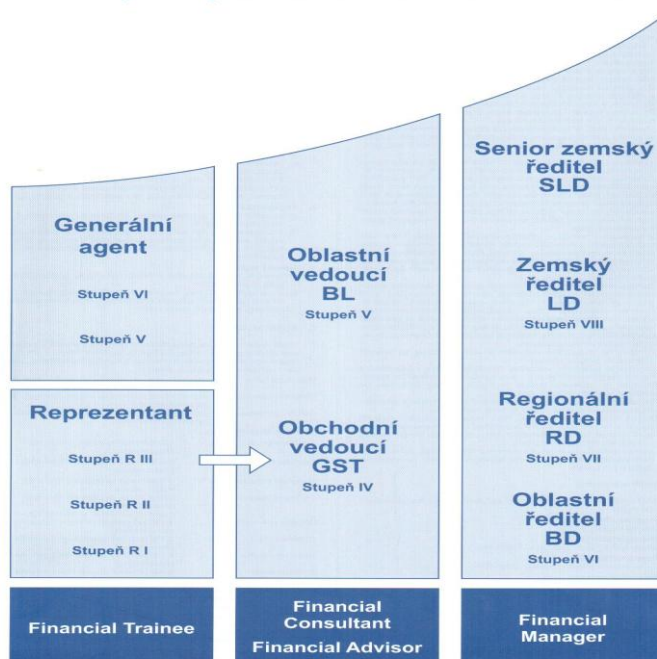 Generální
agent
Stupeň VI
Stupeň V
Reprezentant
Stupeň R III
Stupeň R II
Stupeň R I
Financial Trainee
Oblastní
vedoucí
BL
Stupeň V
Obchodní
vedoucí
GST
Stupeň IV
Financial
Consultant
Financial Advisor
Senior zemský
ředitel
SLD
Zemský
ředitel
LD
Stupeň VIII
Regionální
ředitel
RD
Stupeň VII
Oblastní
ředitel
BD
Stupeň VI
Financial
Manager